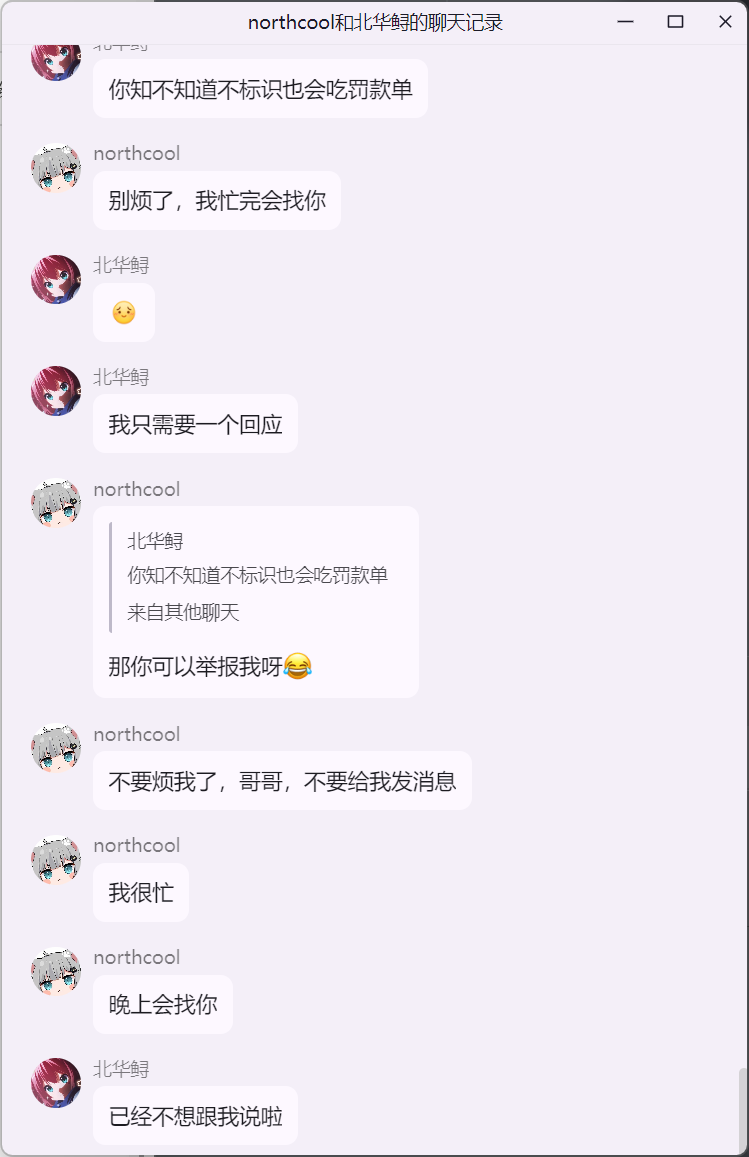 northcool和北华鲟的聊天记录
北华鲟
你知不知道不标识也会吃罚款单
northcool
别烦了，我忙完会找你
北华鲟
北华鲟
我只需要一个回应
northcool
北华鲟
你知不知道不标识也会吃罚款单
来自其他聊天
那你可以举报我呀😂
northcool
不要烦我了，哥哥，不要给我发消息
northcool
我很忙
northcool
晚上会找你
北华鲟
已经不想跟我说啦